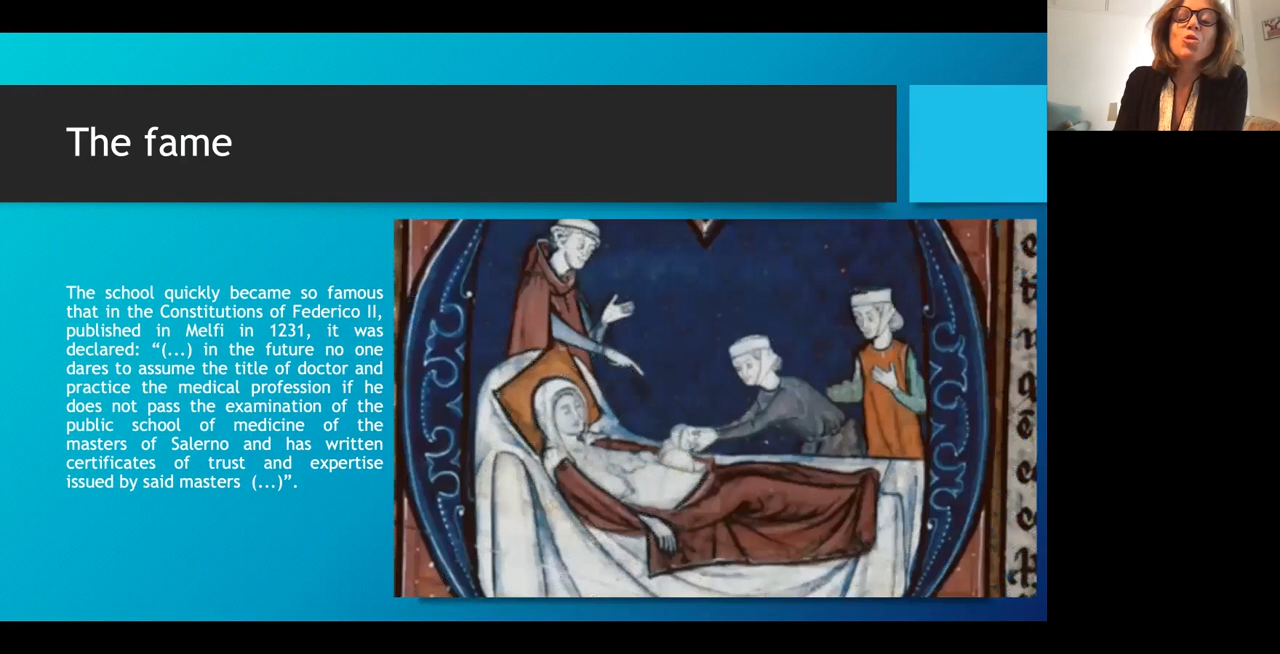 The fame
The school quickly became so famous
that in the Constitutions of Federico II,
published in Melfi in 1231, it was
declared: “(...) in the future no one
dares to assume the title of doctor and
practice the medical profession if he
does not pass the examination of the
public school of medicine of the
masters of Salerno and has written
certificates of trust and expertise
issued by said masters (...)”.